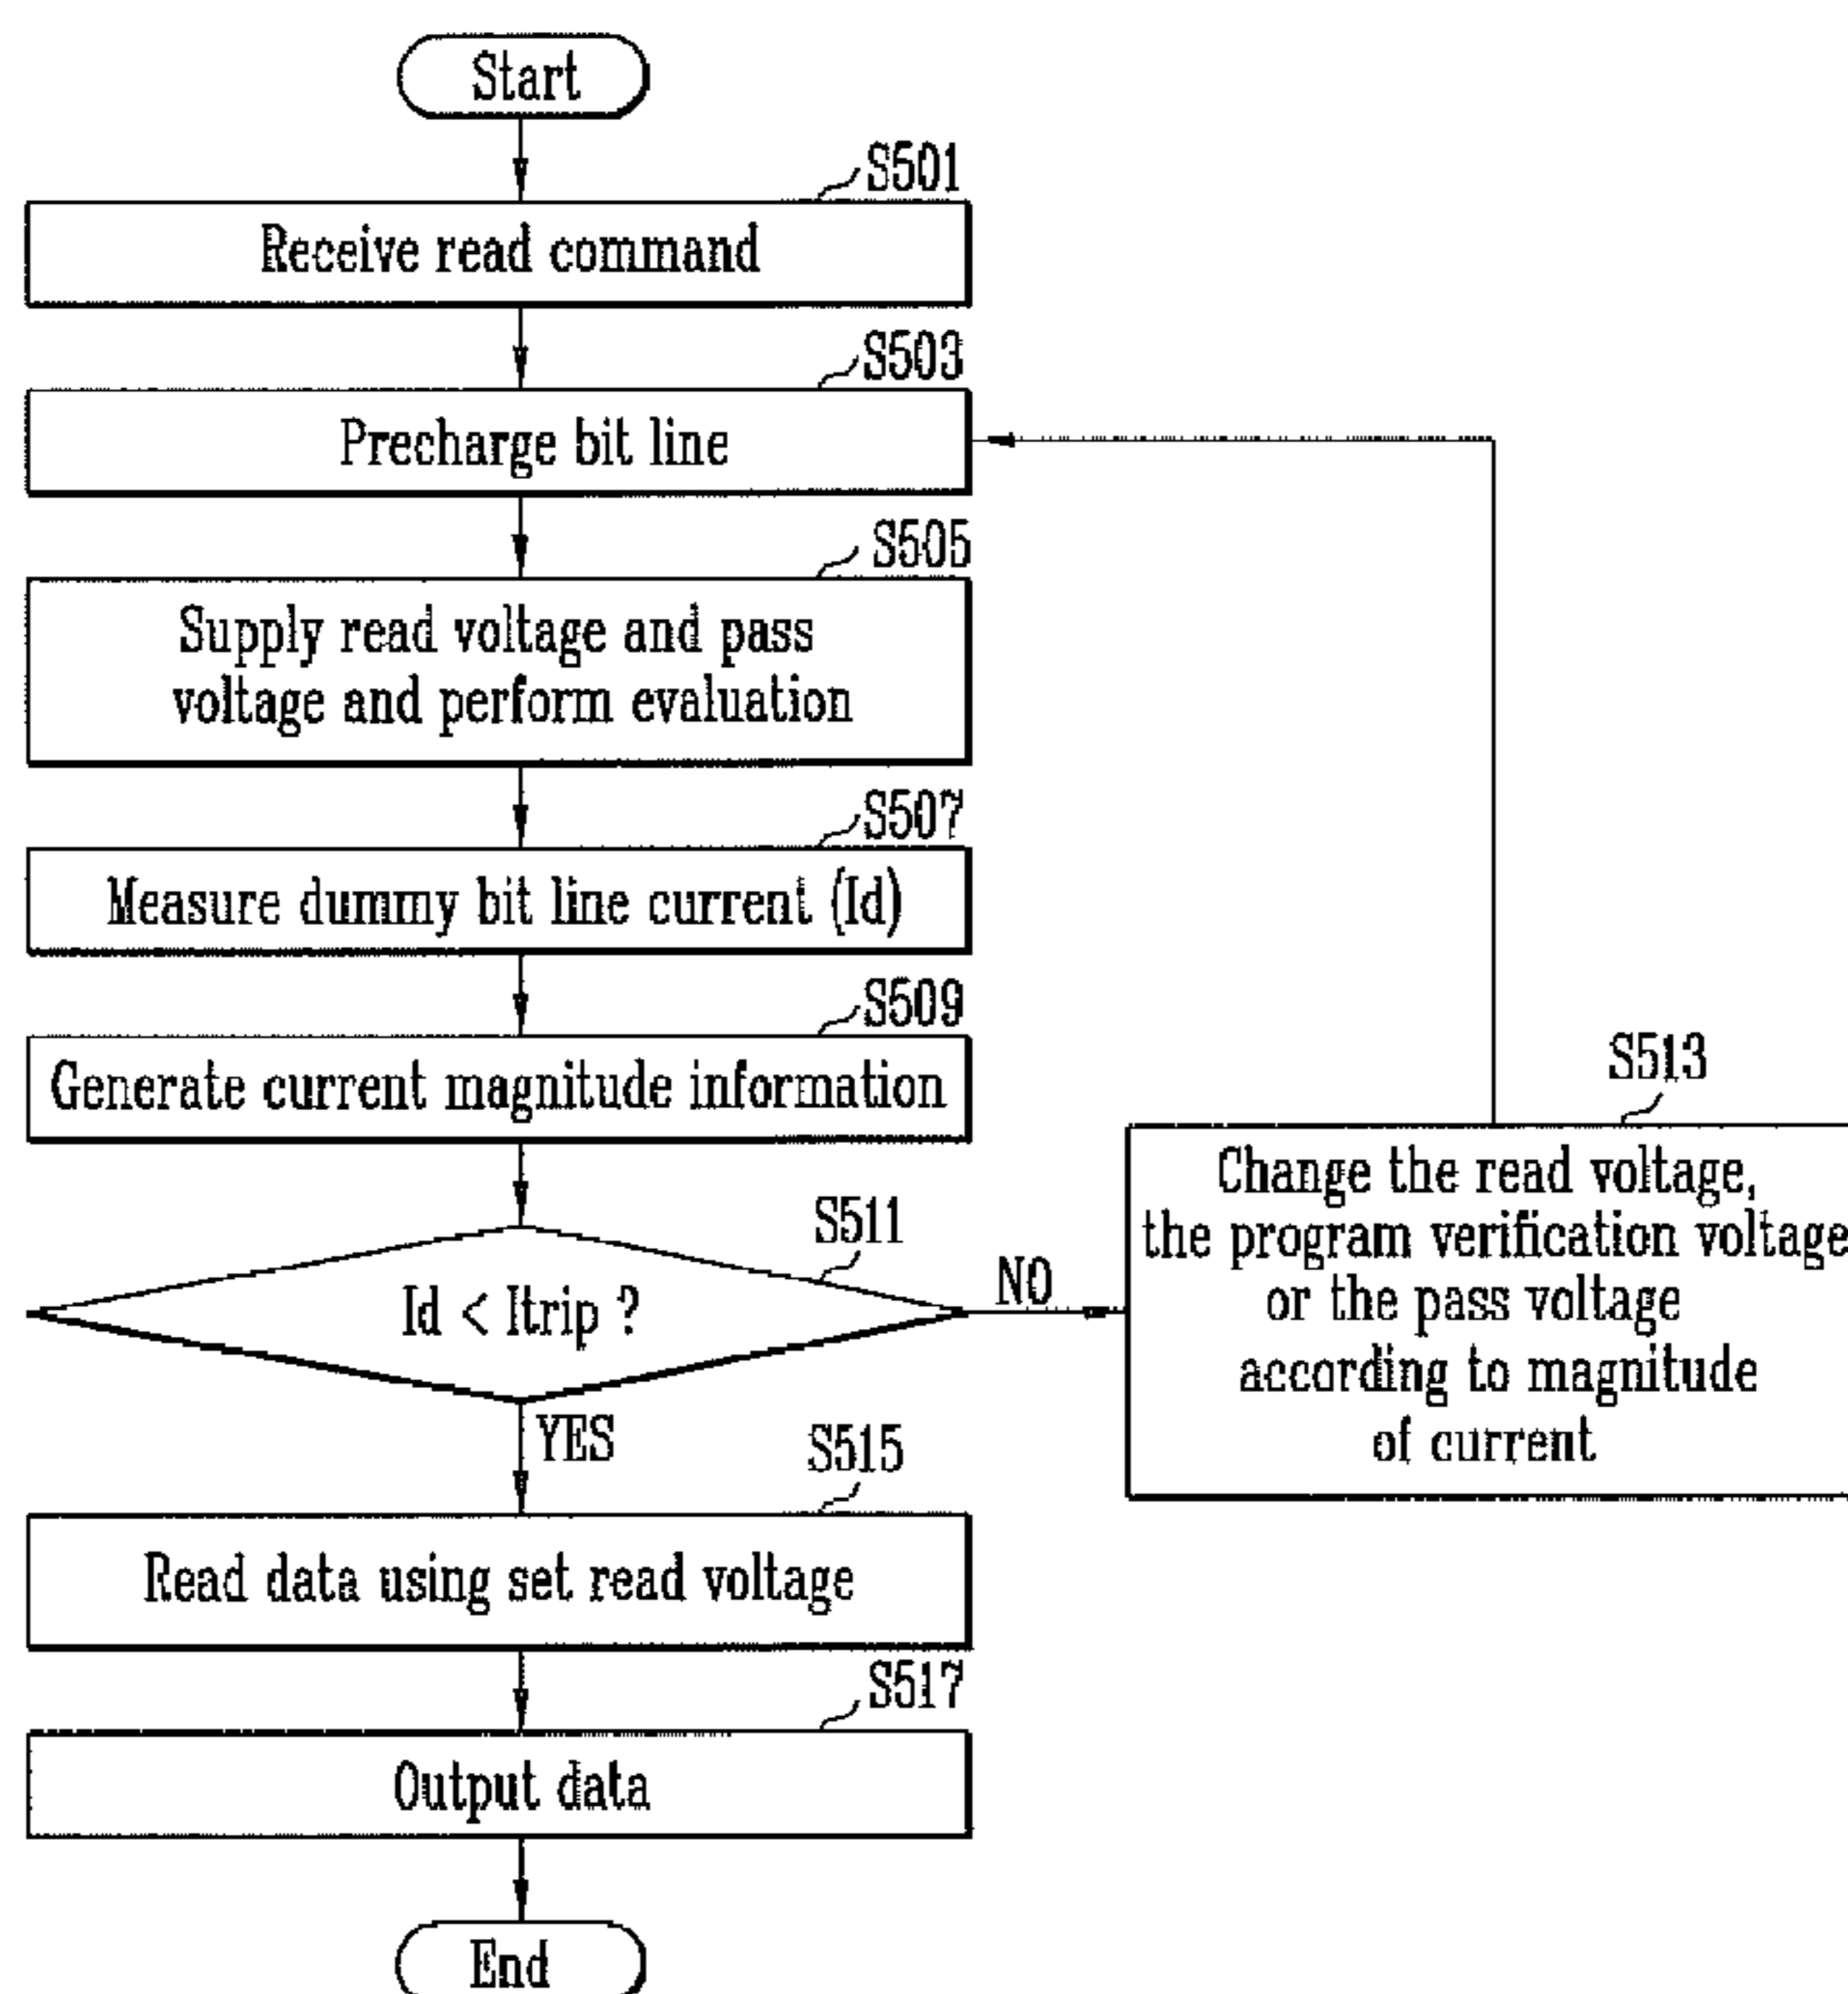 Start
S501
Receive read command
S503
Precharge bit line
S505
Supply read voltage and pass
voltage and perform evaluation
S507
Measure dummy bit line current (Id)
S509
Generate current magnitude information
S511
Id < Itrip ?
NO
S513
Change the read voltage,
the program verification voltage
or the pass voltage
according to magnitude
of current
YES
S515
Read data using set read voltage
S517
Output data
End